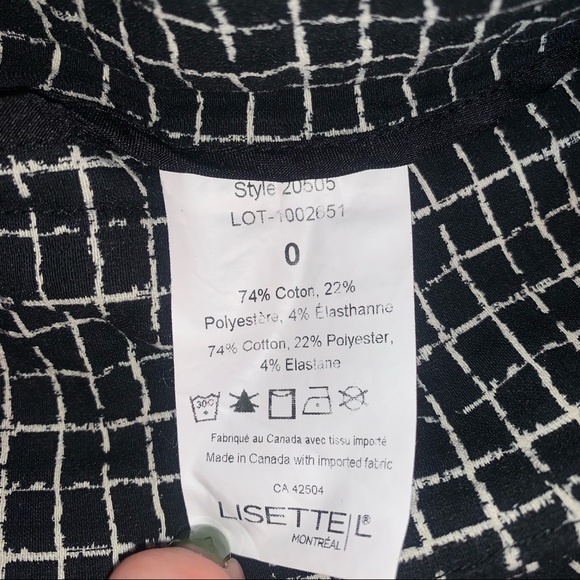 Style 20505
LOT-1002651
0
74% Coton, 22%
Polyestère, 4% Élasthanne
74% Cotton, 22% Polyester,
4% Elastane
30C
Fabriqué au Canada avec tissu importé
Made in Canada with imported fabric
CA 42504
LISETTE L®
MONTRÉAL